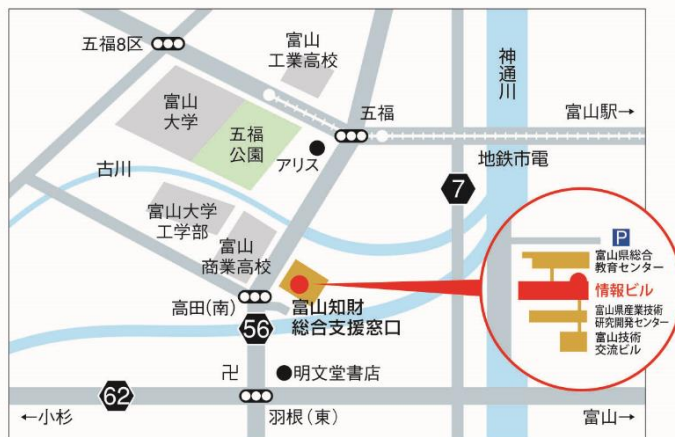 五福8区
富山
工業高校
神通川
富山
大学
五福
公園
五福
富山駅→
アリス
古川
地鉄市電
7
富山大学
工学部
富山
商業高校
P
富山県総合
教育センター
情報ビル
富山県産業技術
研究開発センター
富山技術
交流ビル
高田(南)
富山知財
総合支援窓口
56
卍
明文堂書店
62
←小杉
羽根(東)
富山→